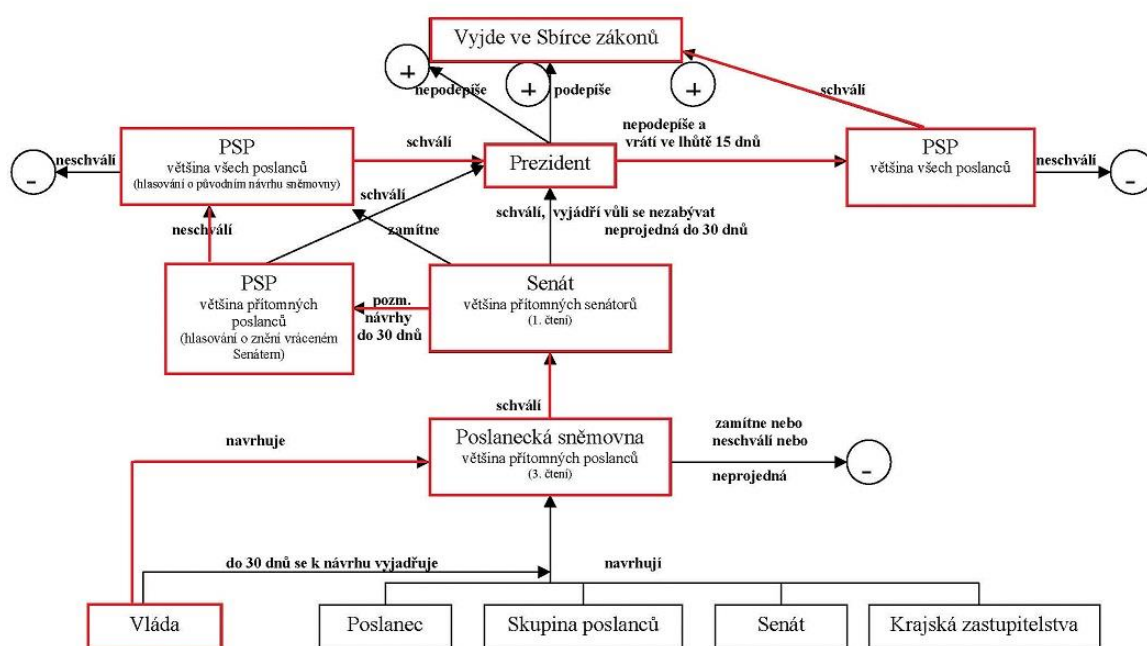 Vyjde ve Sbírce zákonů
+
+
+
nepodepíše
podepíše
schválí
PSP
většina všech poslanců
(hlasování o původním návrhu sněmovny)
neschválí
-
schválí
Prezident
nepodepíše a
vrátí ve lhůtě 15 dnů
PSP
většina všech poslanců
neschválí
-
schválí
neschválí
zamítne
schválí, vyjádří vůli se nezabývat
neprojedná do 30 dnů
PSP
většina přítomných
poslanců
(hlasování o znění vráceném
Senátem)
pozm.
návrhy
do 30 dnů
Senát
většina přítomných senátorů
(1. čtení)
schválí
navrhuje
Poslanecká sněmovna
většina přítomných poslanců
(3. čtení)
zamítne nebo
neschválí nebo
neprojedná
-
do 30 dnů se k návrhu vyjadřuje
navrhují
Vláda
Poslanec
Skupina poslanců
Senát
Krajská zastupitelstva